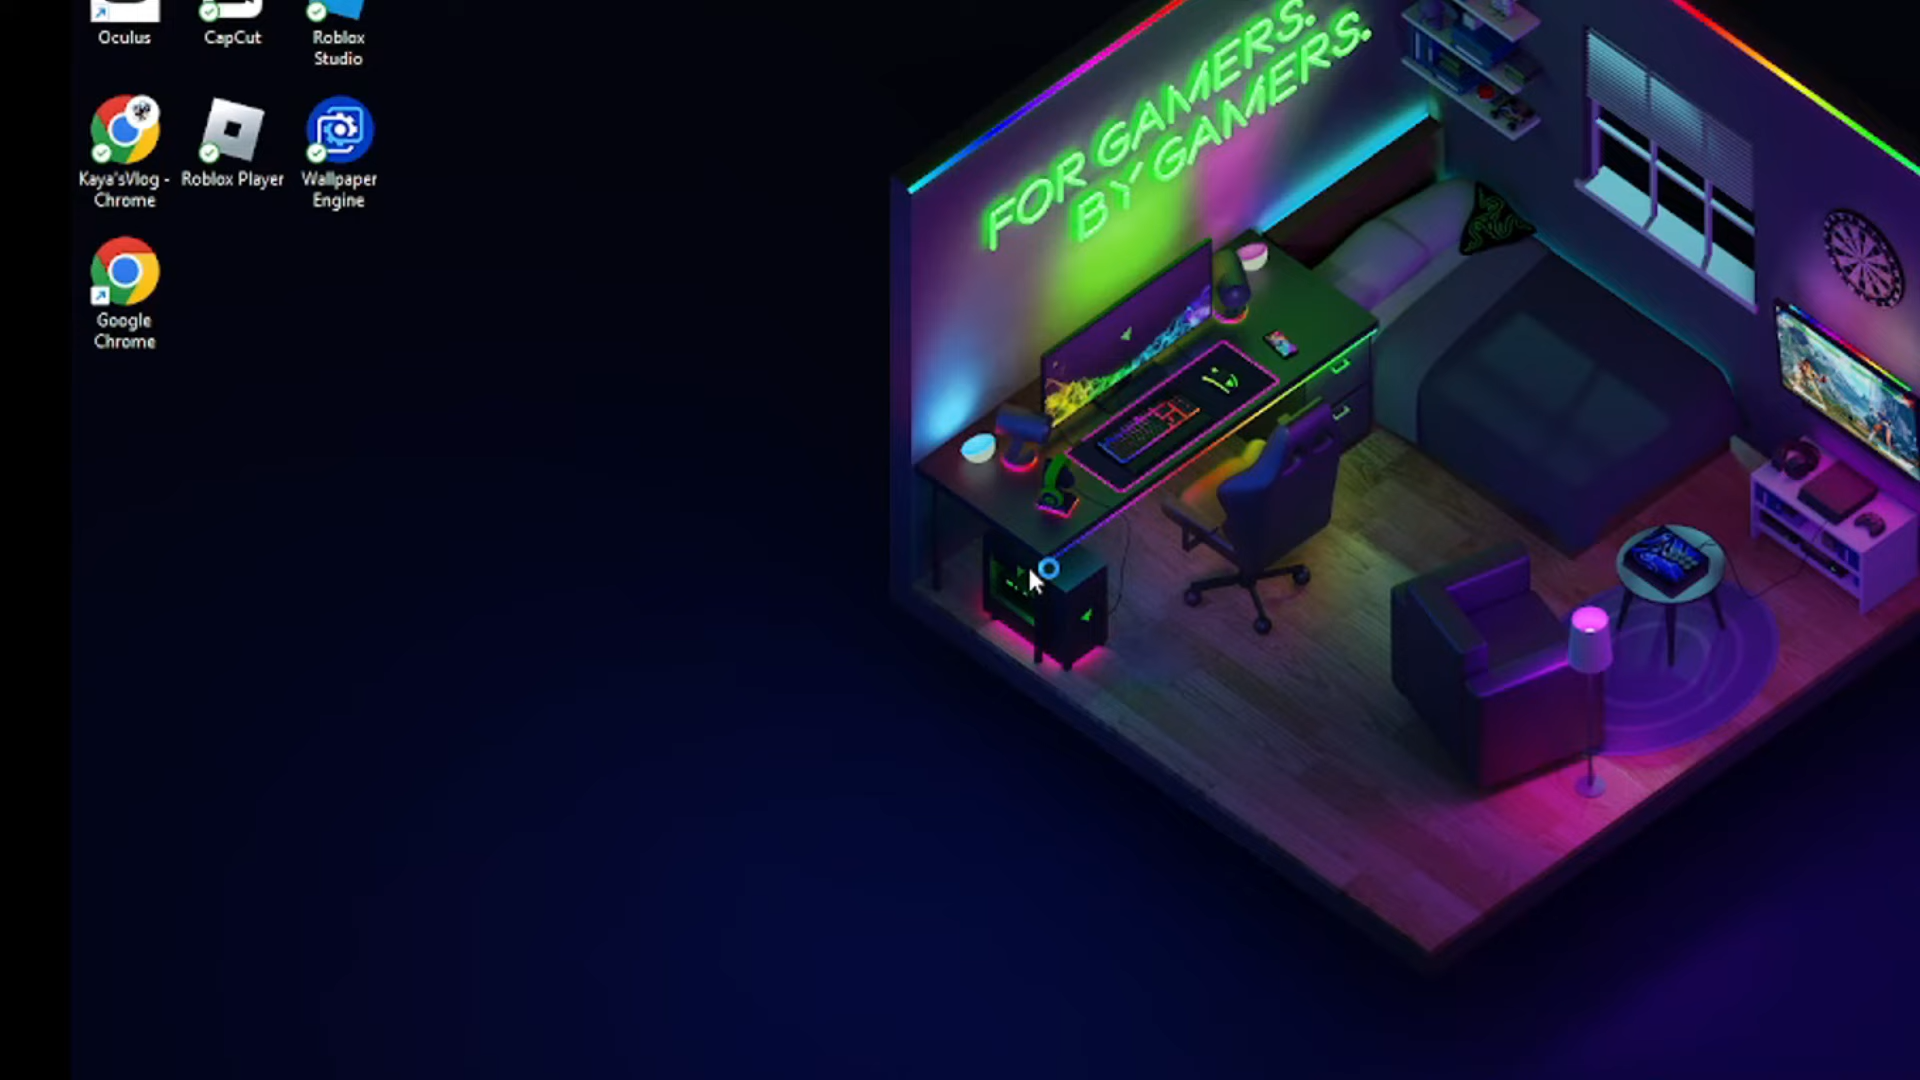 Oculus
CapCut
Roblox
Studio
FOR GAMERS.
BY GAMERS.
Kaya'sVlog -
Chrome
Roblox Player
Wallpaper
Engine
Google
Chrome